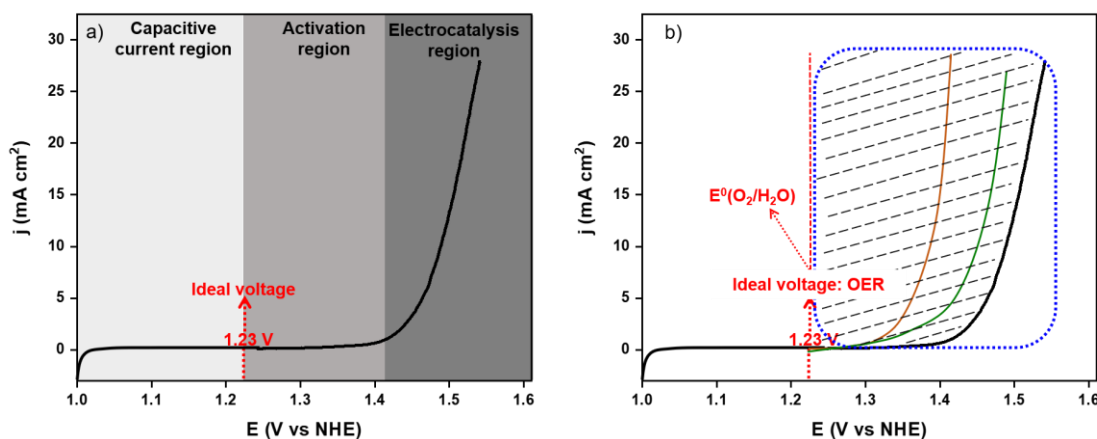 a)
Capacitive
current region
Activation
region
Electrocatalysis
region
30
25
20
15
10
5
0
j (mA cm²)
Ideal voltage
1.23 V
1.0 1.1 1.2 1.3 1.4 1.5 1.6
E (V vs NHE)
b)
30
25
20
15
10
5
0
j (mA cm²)
E⁰(O₂/H₂O)
Ideal voltage: OER
1.23 V
1.0 1.1 1.2 1.3 1.4 1.5 1.6
E (V vs NHE)